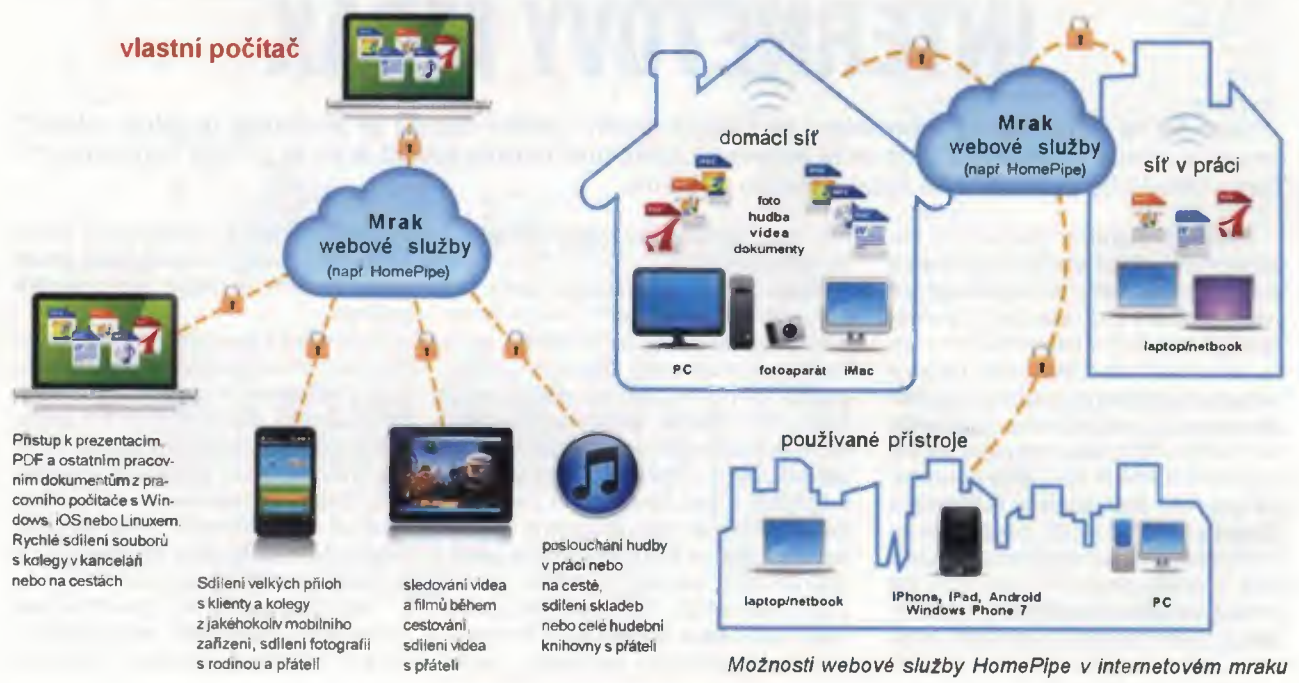 vlastní počítač
Mrak
webové služby
(např HomePipe)
Přístup k prezentacím,
PDF a ostatním pracov-
ním dokumentům z pra-
covního počítače s Win-
dows, iOS nebo Linuxem.
Rychlé sdílení souborů
s kolegy v kanceláři
nebo na cestách
Sdílení velkých příloh
s klienty a kolegy
z jakéhokoliv mobilního
zařízení, sdílení fotografií
s rodinou a přáteli
sledování videa
a filmů během
cestování,
sdílení videa
s přáteli
poslouchání hudby
v práci nebo
na cestě,
sdílení skladeb
nebo celé hudební
knihovny s přáteli
domácí síť
foto
hudba
videa
dokumenty
PC
fotoaparát
iMac
Mrak
webové služby
(např HomePipe)
síť v práci
laptop/netbook
používané přístroje
laptop/netbook
iPhone, iPad, Android
Windows Phone 7
PC
Možnosti webové služby HomePipe v internetovém mraku